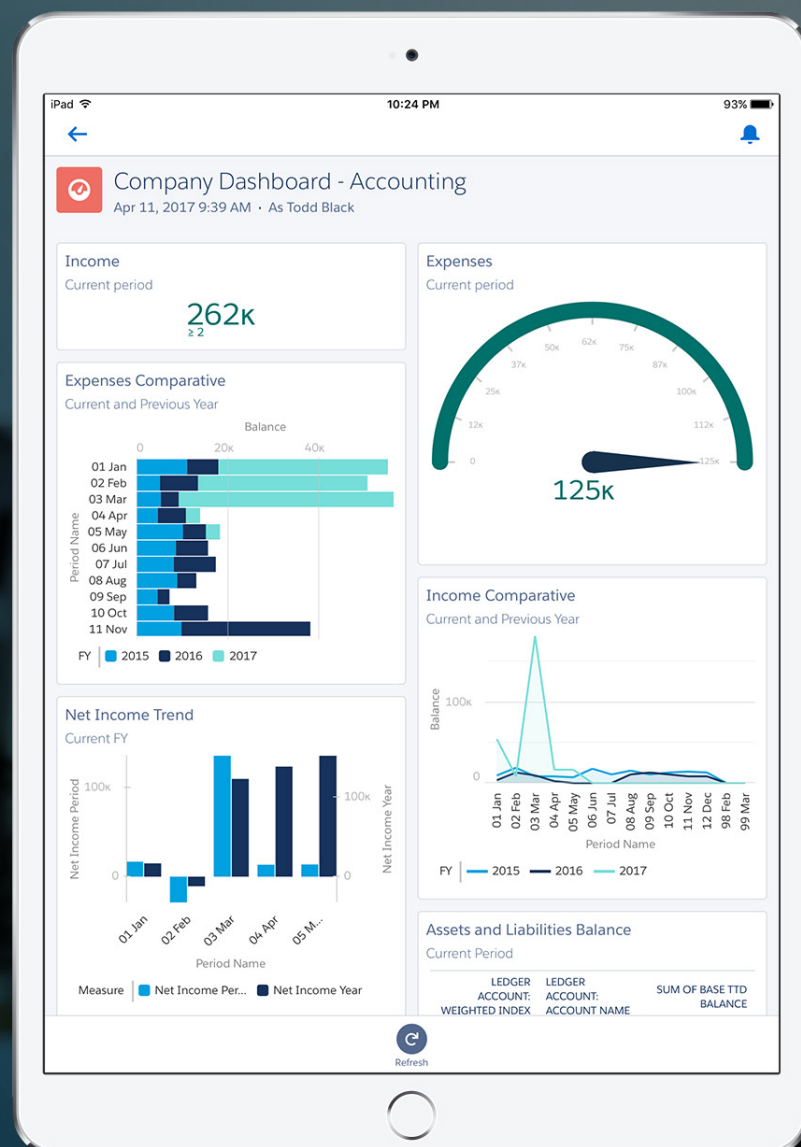 iPad
10:24 PM
93%
Company Dashboard - Accounting
Apr 11, 2017 9:39 AM · As Todd Black
Income
Current period
262K
≥ 2
Expenses Comparative
Current and Previous Year
Balance
0 20K 40K
Period Name
01 Jan
02 Feb
03 Mar
04 Apr
05 May
06 Jun
07 Jul
08 Aug
09 Sep
10 Oct
11 Nov
FY 2015 2016 2017
Net Income Trend
Current FY
Net Income Period
100K
0
100K
0
Net Income Year
01 Jan 02 Feb 03 Mar 04 Apr 05 M...
Period Name
Measure Net Income Per... Net Income Year
Expenses
Current period
0
12K
25K
37K
50K
62K
75K
87K
100K
112K
125K
125K
Income Comparative
Current and Previous Year
Balance
100K
0
01 Jan 02 Feb 03 Mar 04 Apr 05 May 06 Jun 07 Jul 08 Aug 09 Sep 10 Oct 11 Nov 12 Dec 98 Feb 99 Mar
Period Name
FY 2015 2016 2017
Assets and Liabilities Balance
Current Period
LEDGER ACCOUNT: WEIGHTED INDEX
LEDGER ACCOUNT: ACCOUNT NAME
SUM OF BASE TTD BALANCE
Refresh